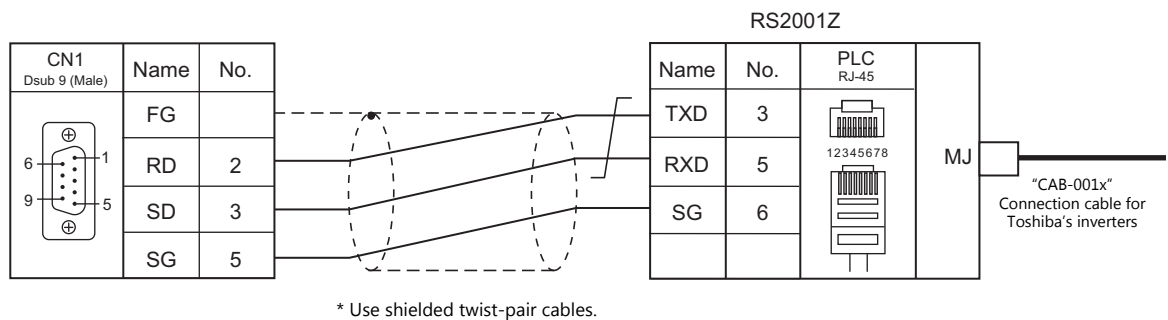 RS2001Z
CN1
Dsub 9 (Male)
Name
No.
FG
RD
2
SD
3
SG
5
6
1
9
5
Name
No.
PLC
RJ-45
TXD
3
RXD
5
SG
6
12345678
MJ
"CAB-001x"
Connection cable for
Toshiba's inverters
* Use shielded twist-pair cables.